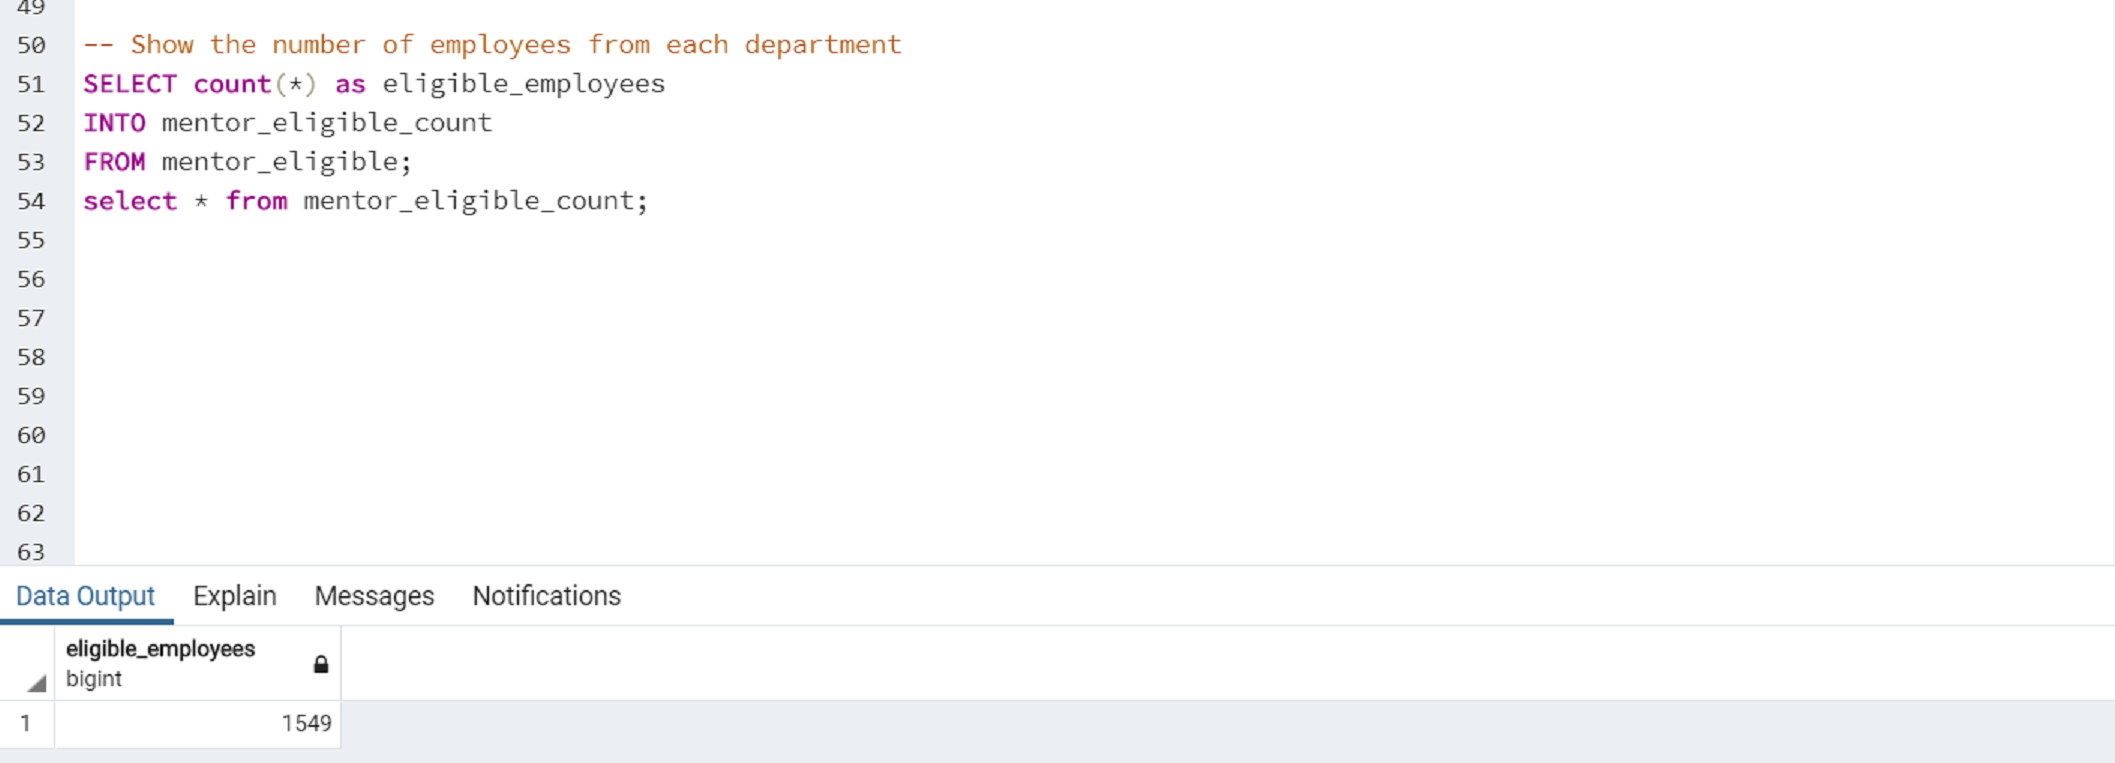 49
50 -- Show the number of employees from each department
51 SELECT count(*) as eligible_employees
52 INTO mentor_eligible_count
53 FROM mentor_eligible;
54 select * from mentor_eligible_count;
55
56
57
58
59
60
61
62
63
Data Output Explain Messages Notifications
eligible_employees
bigint
1 1549